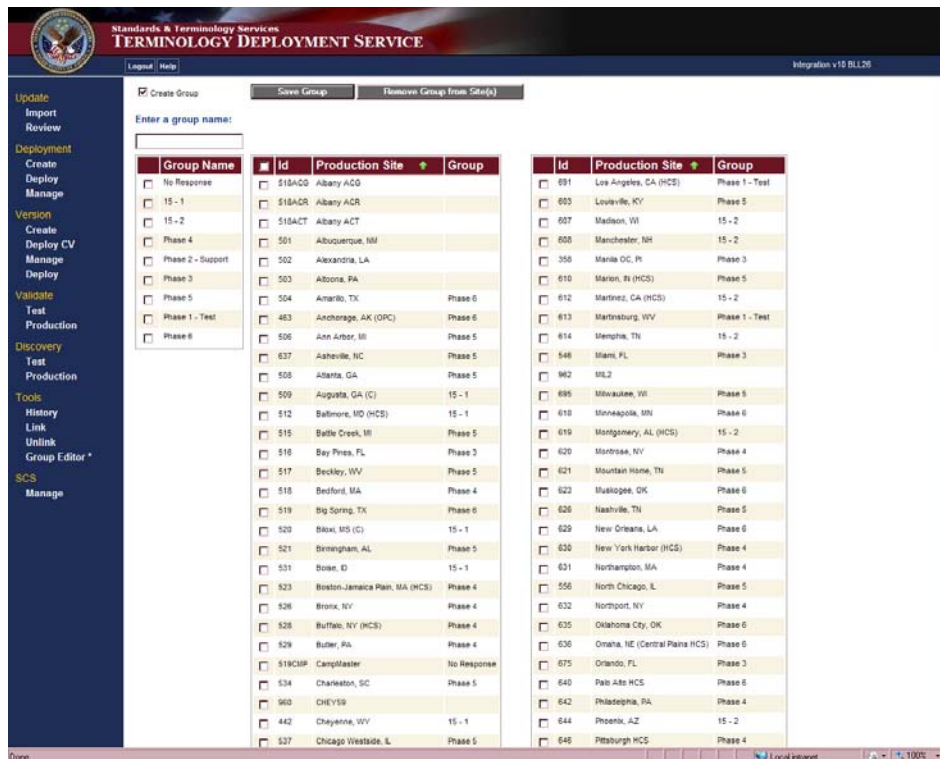 Standards & Terminology Services
TERMINOLOGY DEPLOYMENT SERVICE
Logout Help
Integration v10 BLL26
Update
Import
Review
Deployment
Create
Deploy
Manage
Version
Create
Deploy CV
Manage
Deploy
Validate
Test
Production
Discovery
Test
Production
Tools
History
Link
Unlink
Group Editor *
SCS
Manage
Create Group
Save Group
Remove Group from Site(s)
Enter a group name:
Group Name
No Response
15 - 1
15 - 2
Phase 4
Phase 2 - Support
Phase 3
Phase 5
Phase 1 - Test
Phase 6
Id Production Site Group
518ACG Albany ACG
518ACR Albany ACR
518ACT Albany ACT
501 Albuquerque, NM
502 Alexandria, LA
503 Altoona, PA
504 Amarillo, TX Phase 6
463 Anchorage, AK (OPC) Phase 6
506 Ann Arbor, MI Phase 5
637 Asheville, NC Phase 5
508 Atlanta, GA Phase 5
509 Augusta, GA (C) 15 - 1
512 Baltimore, MD (HCS) 15 - 1
515 Battle Creek, MI Phase 5
516 Bay Pines, FL Phase 3
517 Beckley, WV Phase 5
518 Bedford, MA Phase 4
519 Big Spring, TX Phase 6
520 Biloxi, MS (C) 15 - 1
521 Birmingham, AL Phase 5
531 Boise, ID 15 - 1
523 Boston-Jamaica Plain, MA (HCS) Phase 4
526 Bronx, NY Phase 4
528 Buffalo, NY (HCS) Phase 4
529 Butler, PA Phase 4
519CMP CampMaster No Response
534 Charleston, SC Phase 5
960 CHEY59
442 Cheyenne, WY 15 - 1
537 Chicago Westside, IL Phase 5
Id Production Site Group
691 Los Angeles, CA (HCS) Phase 1 - Test
603 Louisville, KY Phase 5
607 Madison, WI 15 - 2
608 Manchester, NH 15 - 2
358 Manila OC, PI Phase 3
610 Marion, IN (HCS) Phase 5
612 Martinez, CA (HCS) 15 - 2
613 Martinsburg, WV Phase 1 - Test
614 Memphis, TN 15 - 2
546 Miami, FL Phase 3
962 MIL2
695 Milwaukee, WI Phase 5
618 Minneapolis, MN Phase 6
619 Montgomery, AL (HCS) 15 - 2
620 Montrose, NY Phase 4
621 Mountain Home, TN Phase 5
623 Muskogee, OK Phase 6
626 Nashville, TN Phase 5
629 New Orleans, LA Phase 6
630 New York Harbor (HCS) Phase 4
631 Northampton, MA Phase 4
556 North Chicago, IL Phase 5
632 Northport, NY Phase 4
635 Oklahoma City, OK Phase 6
636 Omaha, NE (Central Plains HCS) Phase 6
675 Orlando, FL Phase 3
640 Palo Alto HCS Phase 6
642 Philadelphia, PA Phase 4
644 Phoenix, AZ 15 - 2
646 Pittsburgh HCS Phase 4
Done
Local intranet
100%